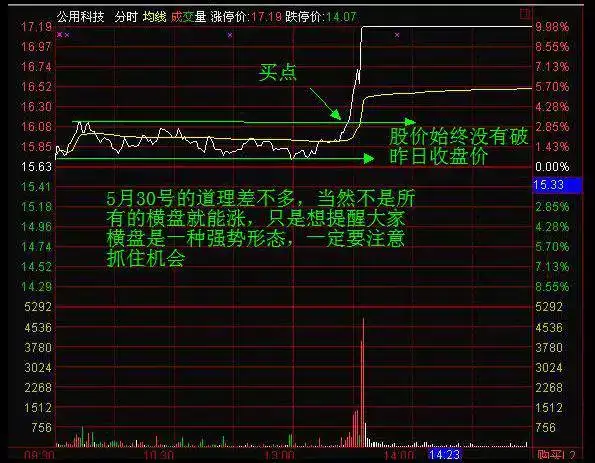 公用科技 分时 均线 成交量 涨停价:17.19 跌停价:14.07
17.19 9.98%
16.97 8.55%
16.74 7.13%
16.52 5.70%
16.30 4.28%
16.08 2.85%
15.85 1.43%
15.63 0.00%
买点
股价始终没有破
昨日收盘价
15.33
15.41
15.18 2.85%
14.96 4.28%
14.74 5.70%
14.52 7.13%
14.29 8.55%
5月30号的道理差不多，当然不是所
有的横盘就能涨，只是想提醒大家
横盘是一种强势形态，一定要注意
抓住机会
5292 5292
4536 4536
3780 3780
3024 3024
2268 2268
1512 1512
756 756
09:30 10:30 13:00 14:00 14:23 购买L2